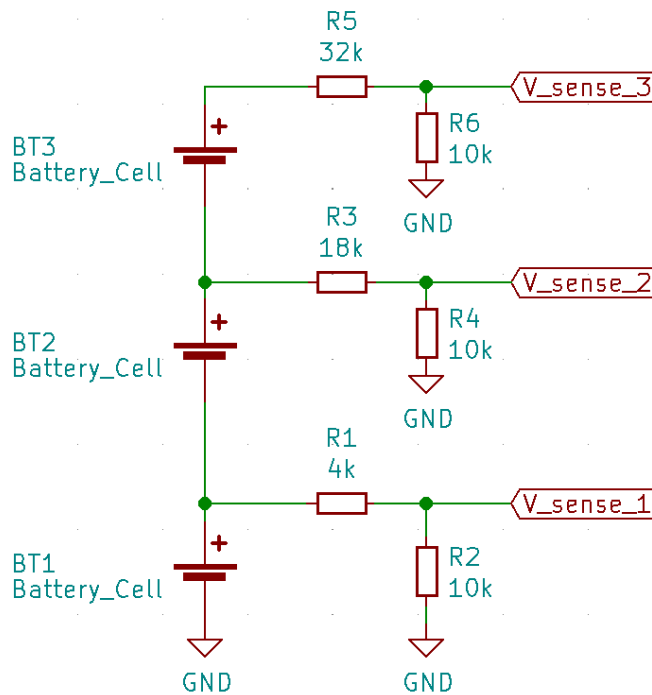 R5
32k
V_sense_3
BT3
Battery_Cell
R6
10k
GND
R3
18k
V_sense_2
BT2
Battery_Cell
R4
10k
GND
R1
4k
V_sense_1
BT1
Battery_Cell
R2
10k
GND
GND